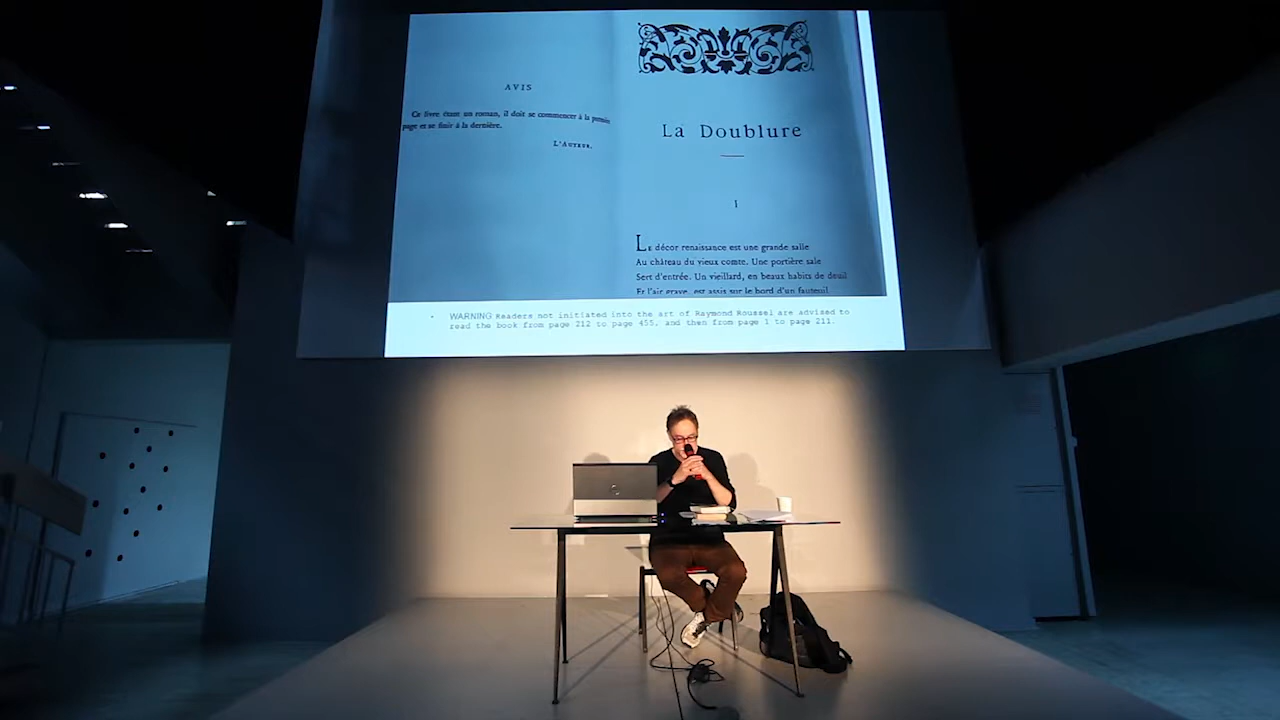 AVIS
Ce livre étant un roman, il doit se commencer à la première
page et se finir à la dernière.
L'AUTEUR.
La Doublure
I
LE décor renaissance est une grande salle
Au château du vieux comte. Une portière sale
Sert d'entrée. Un vieillard, en beaux habits de deuil
Et l'air grave, est assis sur le bord d'un fauteuil
• WARNING Readers not initiated into the art of Raymond Roussel are advised to
read the book from page 212 to page 455, and then from page 1 to page 211.